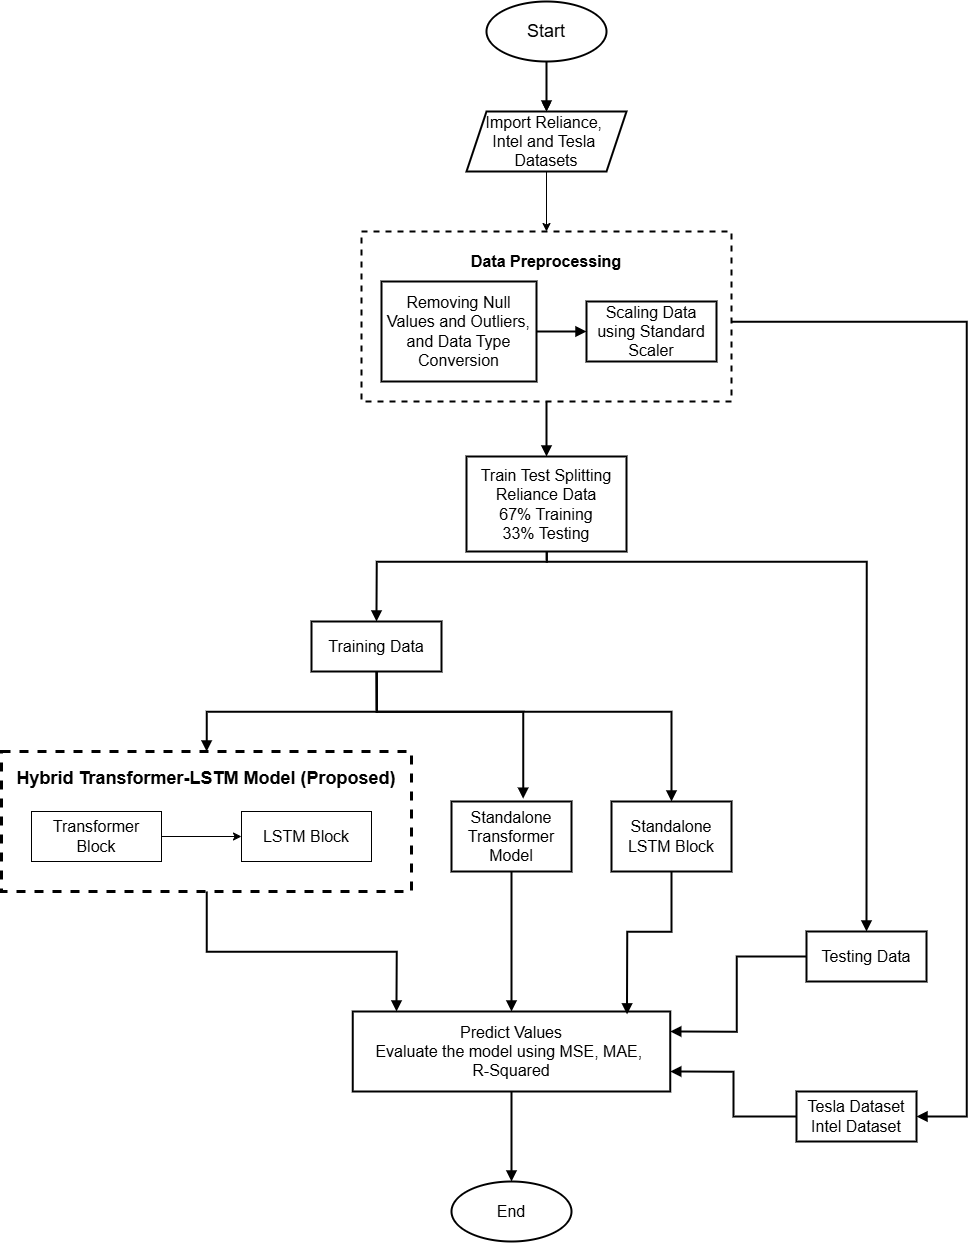 Start
Import Reliance,
Intel and Tesla
Datasets
Data Preprocessing
Removing Null
Values and Outliers,
and Data Type
Conversion
Scaling Data
using Standard
Scaler
Train Test Splitting
Reliance Data
67% Training
33% Testing
Training Data
Hybrid Transformer-LSTM Model (Proposed)
Transformer
Block
LSTM Block
Standalone
Transformer
Model
Standalone
LSTM Block
Testing Data
Predict Values
Evaluate the model using MSE, MAE,
R-Squared
Tesla Dataset
Intel Dataset
End